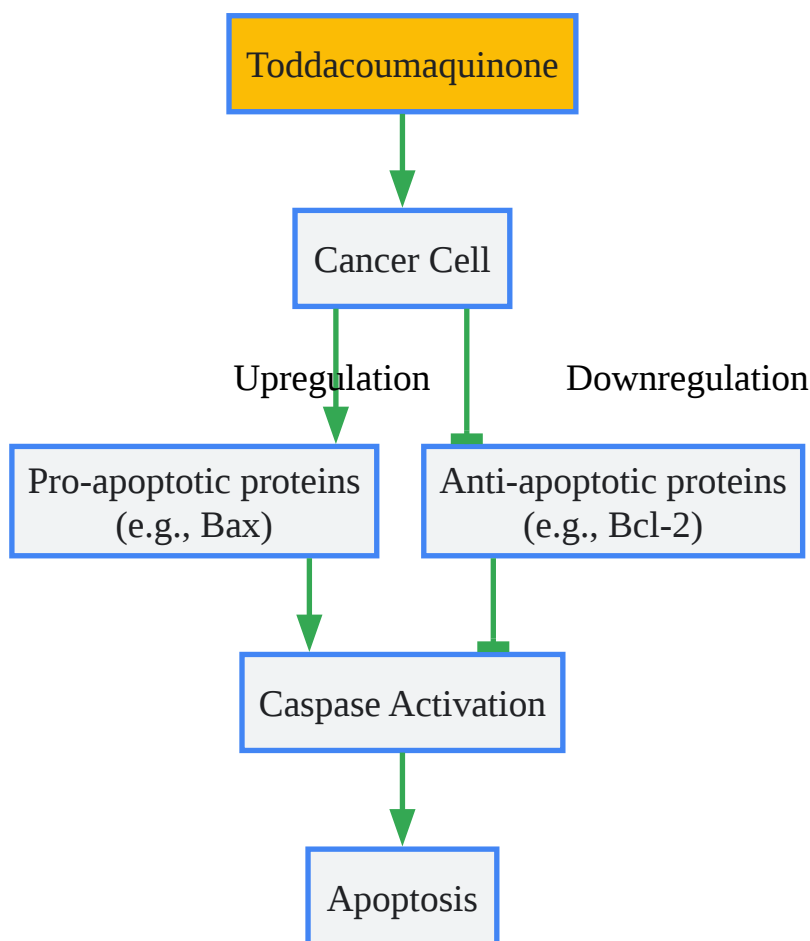 Toddacoumaquinone
Cancer Cell
Upregulation
Downregulation
Pro-apoptotic proteins
(e.g., Bax)
Anti-apoptotic proteins
(e.g., Bcl-2)
Caspase Activation
Apoptosis